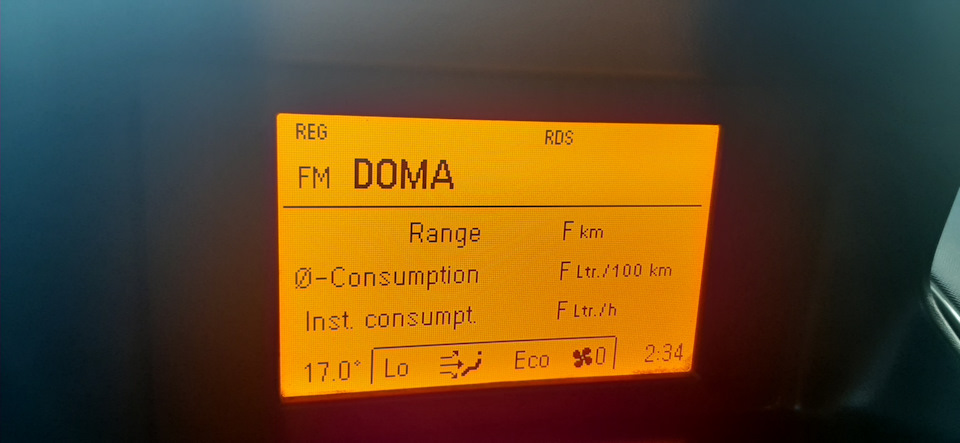 REG RDS
FM DOMA
Range F km
Ø-Consumption F Ltr./100 km
Inst. consumpt. F Ltr./h
17.0° Lo Eco 0 2:34